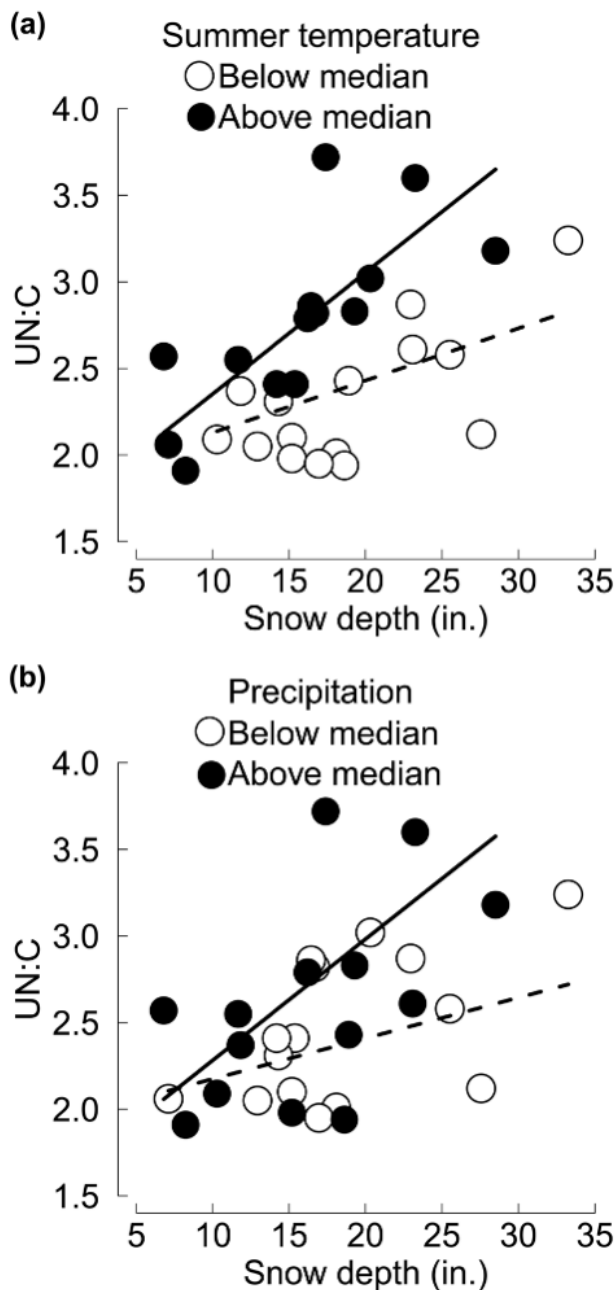 (a)
Summer temperature
Below median
Above median
4.0
3.5
3.0
2.5
2.0
1.5
UN:C
5 10 15 20 25 30 35
Snow depth (in.)
(b)
Precipitation
Below median
Above median
4.0
3.5
3.0
2.5
2.0
1.5
UN:C
5 10 15 20 25 30 35
Snow depth (in.)